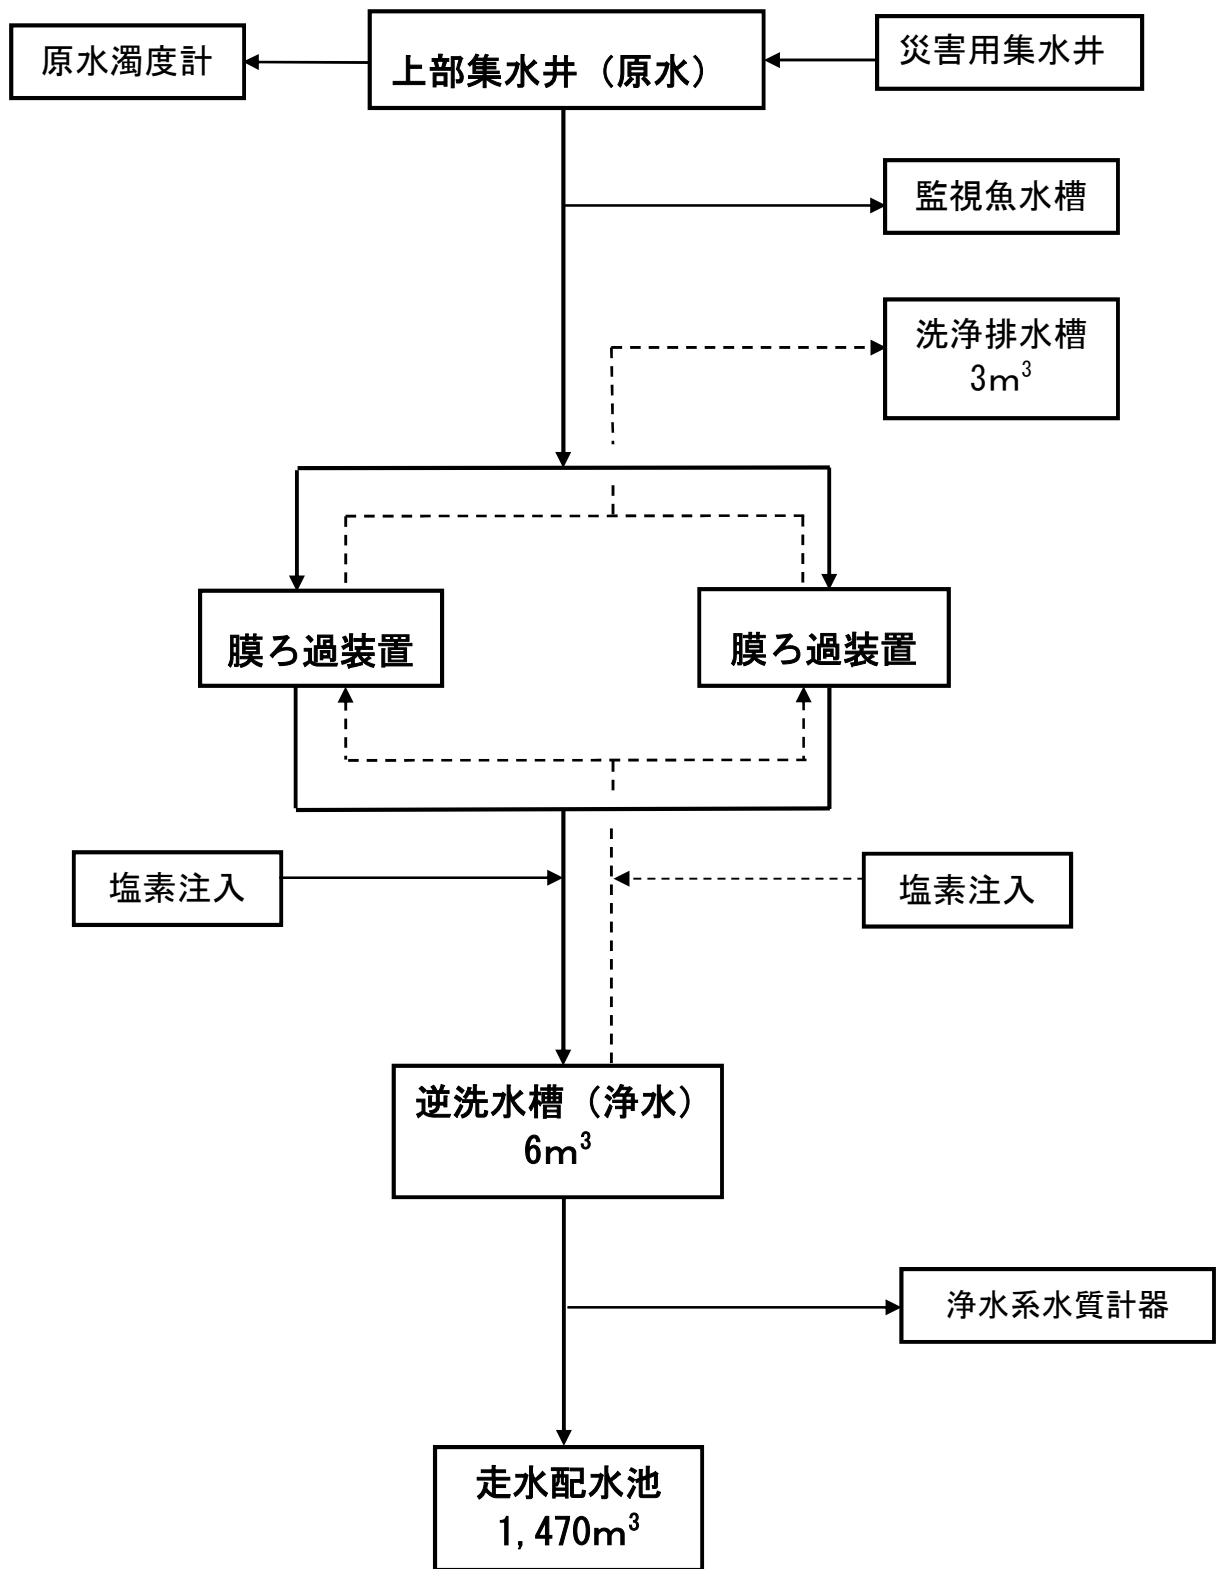 原水濁度計
上部集水井（原水）
災害用集水井
監視魚水槽
洗浄排水槽
3m³
膜ろ過装置
膜ろ過装置
塩素注入
塩素注入
逆洗水槽（浄水）
6m³
浄水系水質計器
走水配水池
1,470m³